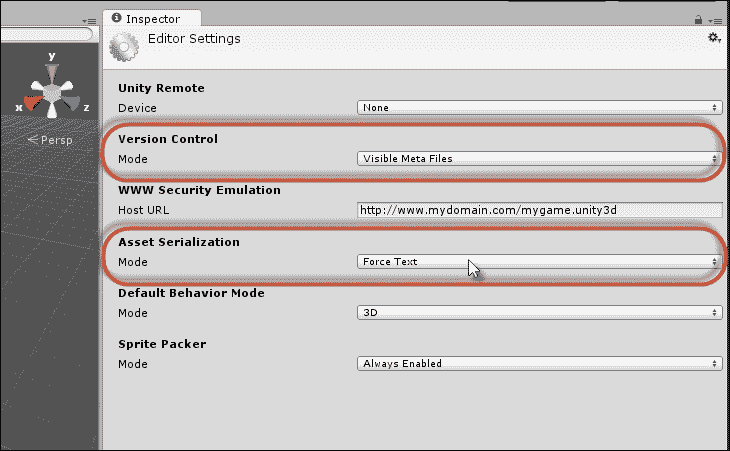 Inspector
Editor Settings
y
x
z
Persp
Unity Remote
Device None
Version Control
Mode Visible Meta Files
WWW Security Emulation
Host URL http://www.mydomain.com/mygame.unity3d
Asset Serialization
Mode Force Text
Default Behavior Mode
Mode 3D
Sprite Packer
Mode Always Enabled